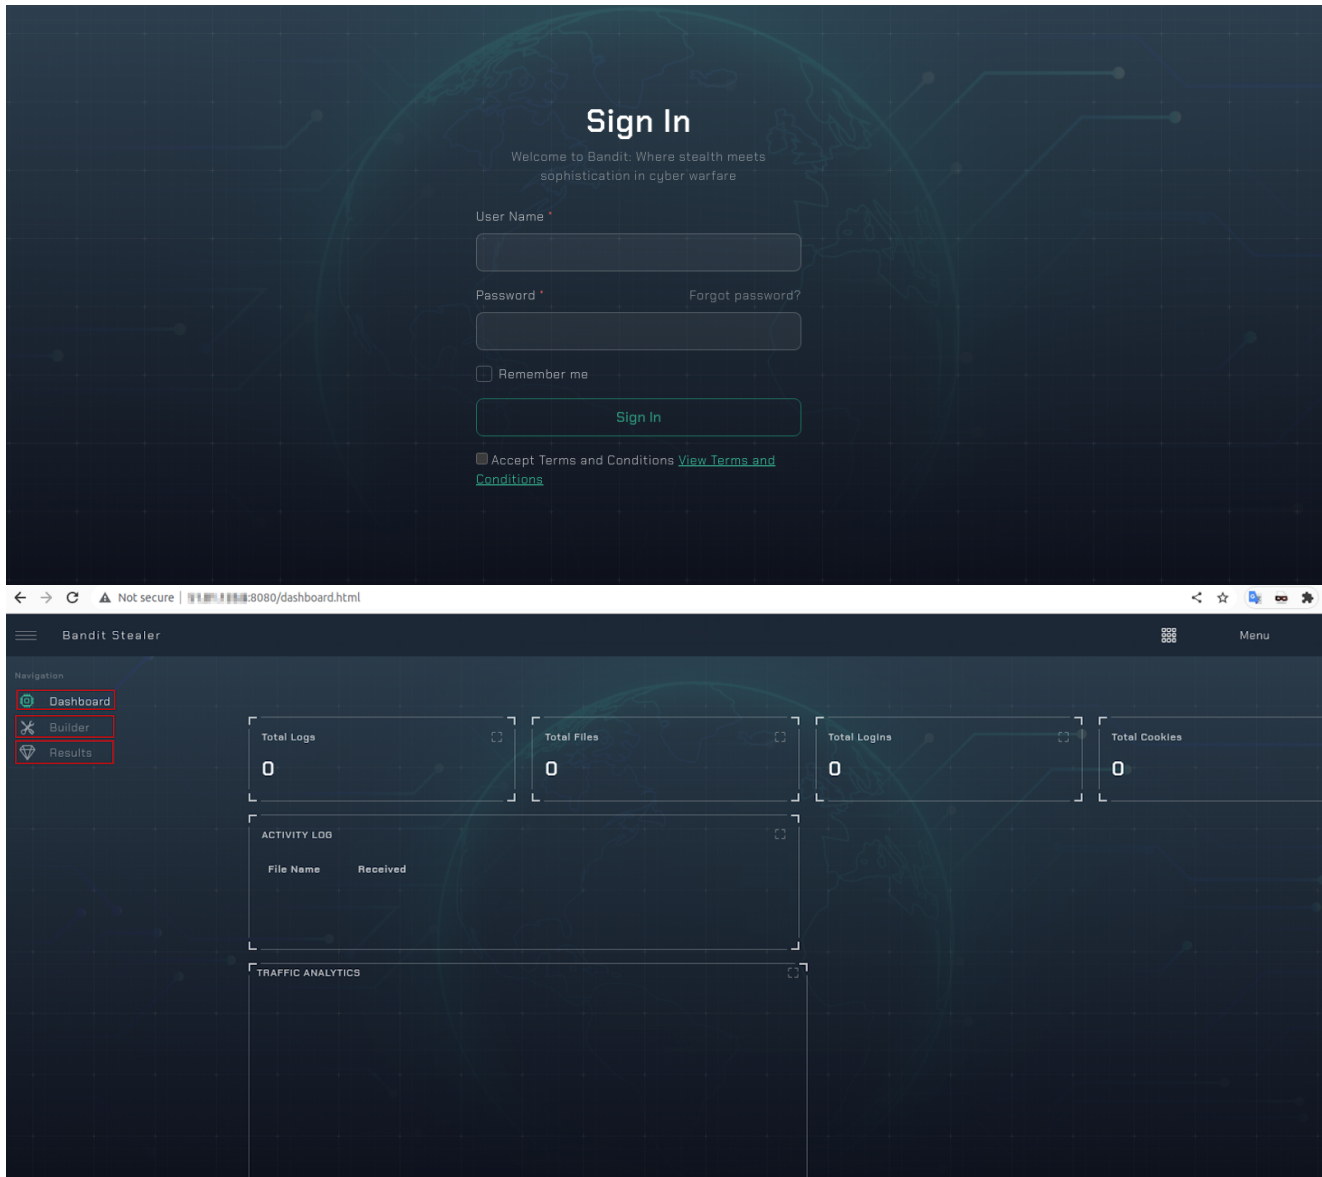 Sign In
Welcome to Bandit: Where stealth meets
sophistication in cyber warfare
User Name *
Password * Forgot password?
Remember me
Sign In
Accept Terms and Conditions View Terms and
Conditions
Not secure | :8080/dashboard.html
Bandit Stealer Menu
Navigation
Dashboard
Builder
Results
Total Logs
0
Total Files
0
Total Logins
0
Total Cookies
0
ACTIVITY LOG
File Name Received
TRAFFIC ANALYTICS